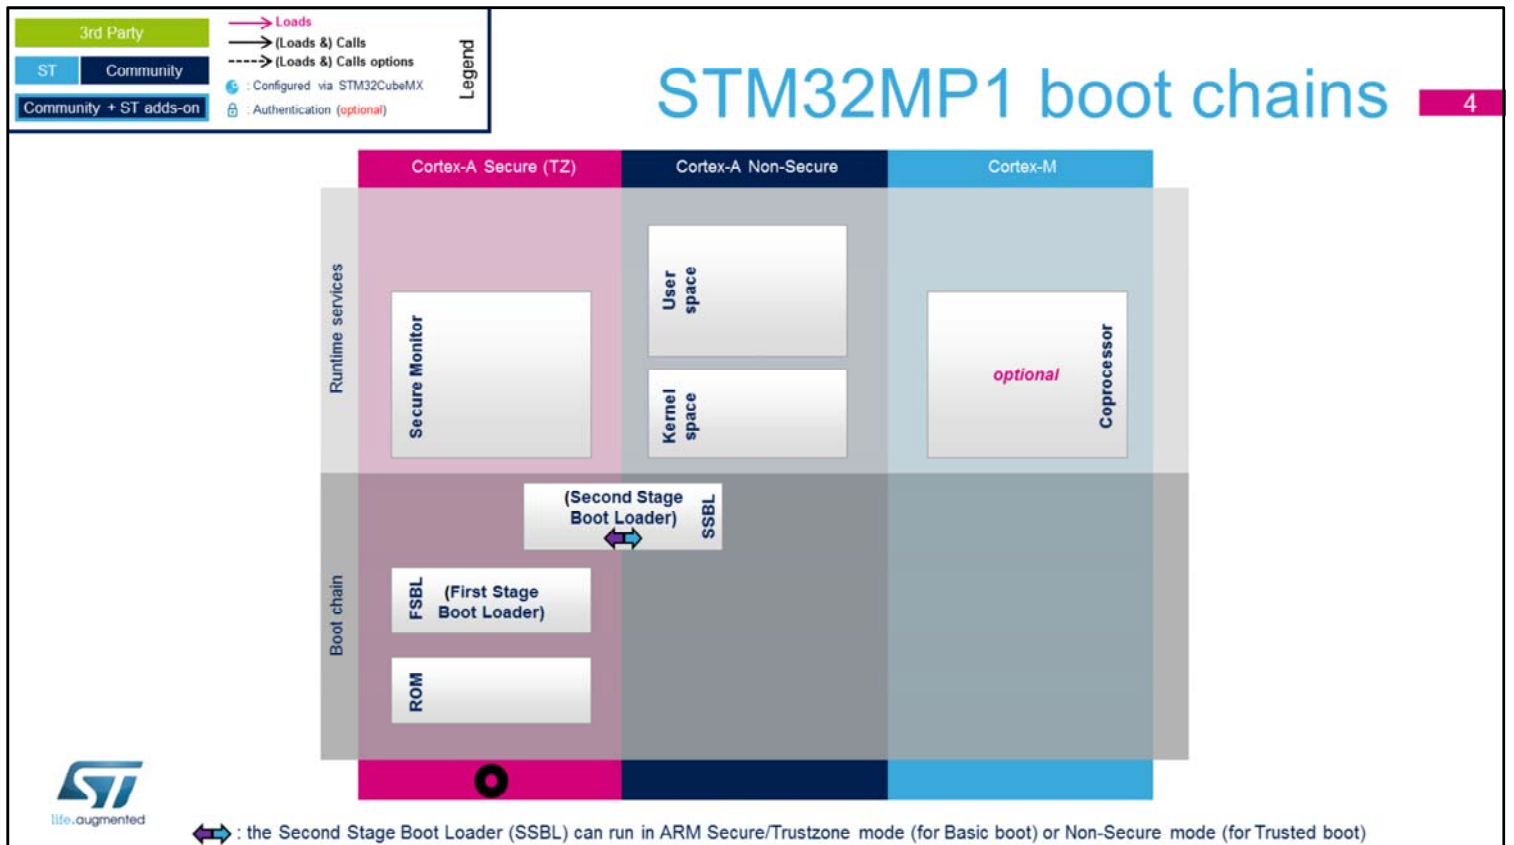 3rd Party
ST
Community
Community + ST adds-on
Loads
(Loads &) Calls
(Loads &) Calls options
: Configured via STM32CubeMX
: Authentication (optional)
Legend
STM32MP1 boot chains
4
Cortex-A Secure (TZ)
Cortex-A Non-Secure
Cortex-M
Runtime services
Secure Monitor
User
space
Kernel
space
optional
Coprocessor
Boot chain
(Second Stage
Boot Loader)
SSBL
FSBL
(First Stage
Boot Loader)
ROM
ST
life.augmented
: the Second Stage Boot Loader (SSBL) can run in ARM Secure/Trustzone mode (for Basic boot) or Non-Secure mode (for Trusted boot)